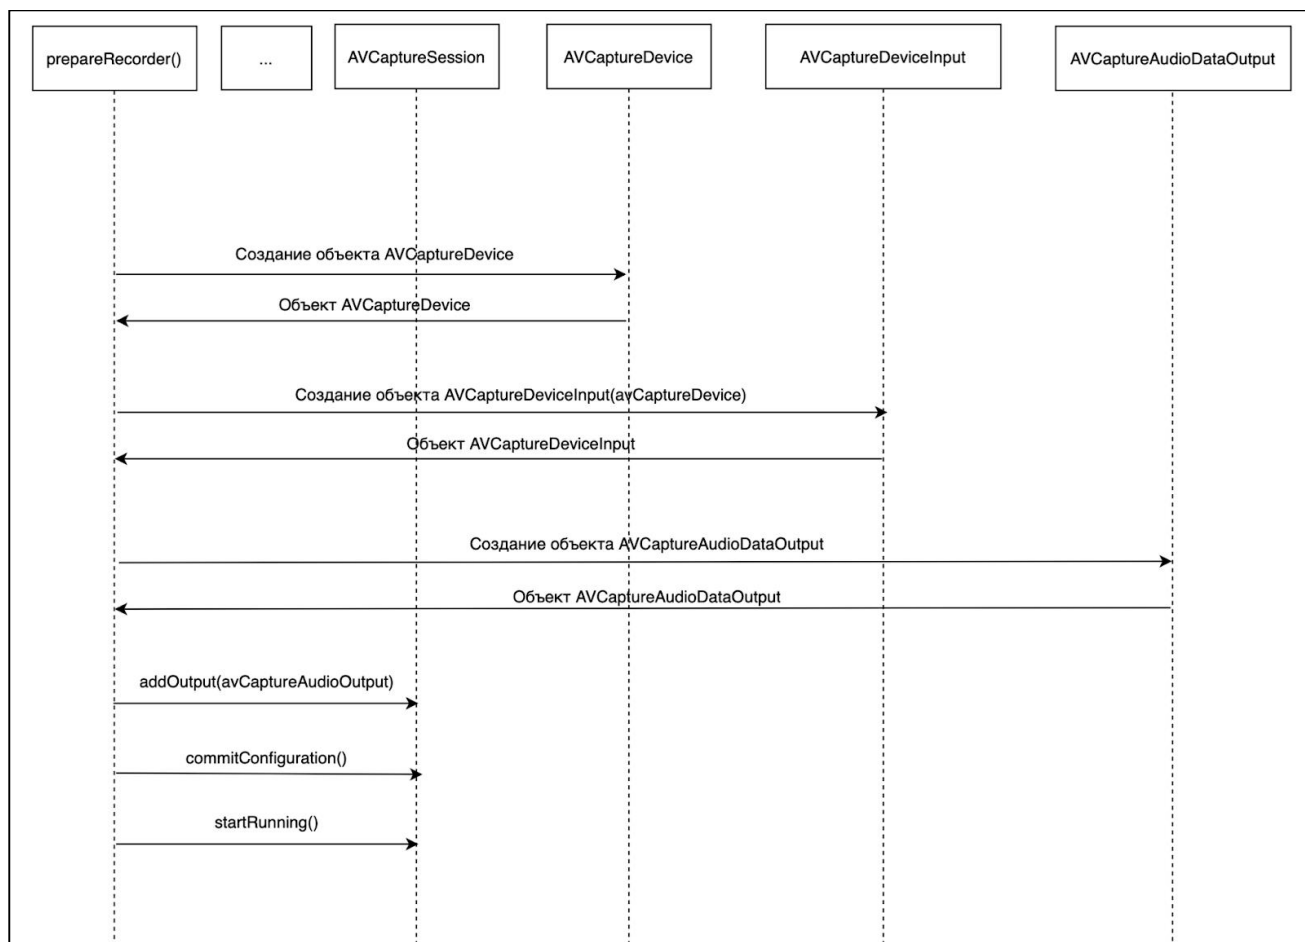 prepareRecorder()
...
AVCaptureSession
AVCaptureDevice
AVCaptureDeviceInput
AVCaptureAudioDataOutput
Создание объекта AVCaptureDevice
Объект AVCaptureDevice
Создание объекта AVCaptureDeviceInput(avCaptureDevice)
Объект AVCaptureDeviceInput
Создание объекта AVCaptureAudioDataOutput
Объект AVCaptureAudioDataOutput
addOutput(avCaptureAudioOutput)
commitConfiguration()
startRunning()